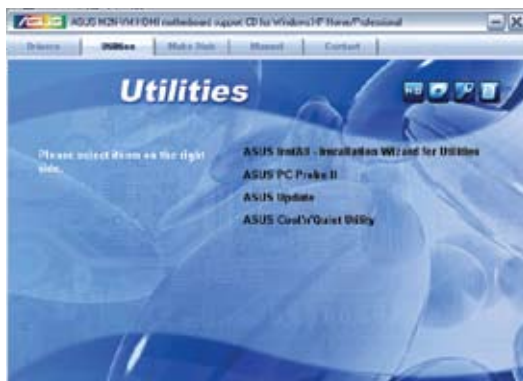 ASUS M2N-VM HDMI motherboard support CD for Windows XP Home/Professional
Drivers Utilities Make Disk Manual Contact
Utilities
Please select items on the right
side.
ASUS InstAll - Installation Wizard for Utilities
ASUS PC Probe II
ASUS Update
ASUS Cool'n'Quiet Utility